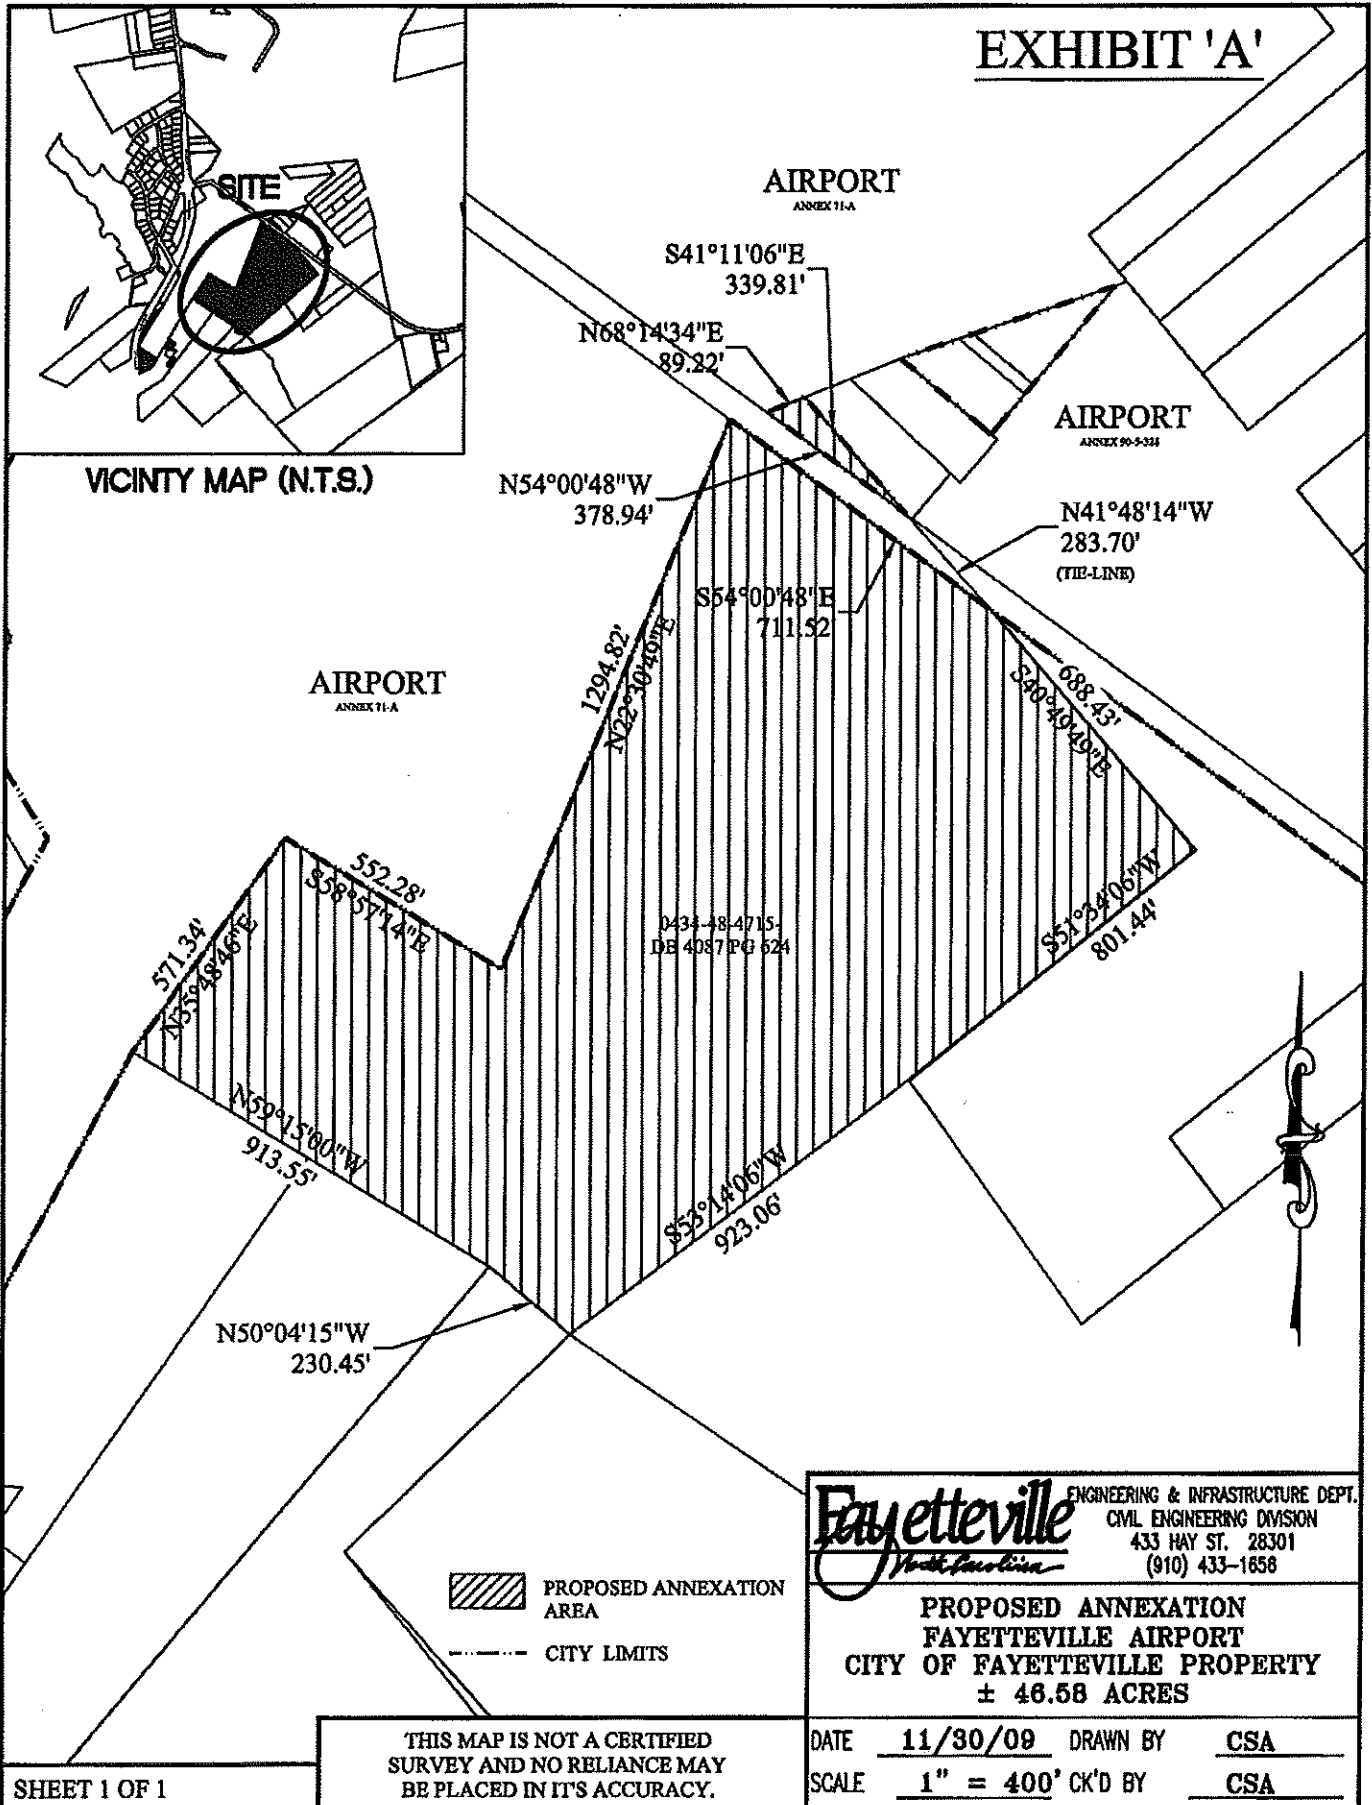 EXHIBIT 'A'
SITE
VICINTY MAP (N.T.S.)
AIRPORT
ANNEX 71-A
S41°11'06"E
339.81'
N68°14'34"E
89.22'
AIRPORT
N54°00'48"W
378.94'
N41°48'14"W
283.70'
(TIE-LINE)
S54°00'48"E
711.52'
1294.82'
N22°30'49"E
688.43'
S40°49'49"E
AIRPORT
ANNEX 71-A
552.28'
S58°57'14"E
571.34'
N35°48'46"E
0434-48-4715-
DB 4087 PG 624
S51°34'06"W
801.44'
N59°15'00"W
913.55'
S53°14'06"W
923.06'
N50°04'15"W
230.45'
PROPOSED ANNEXATION
AREA
CITY LIMITS
Fayetteville
North Carolina
ENGINEERING & INFRASTRUCTURE DEPT.
CIVIL ENGINEERING DIVISION
433 HAY ST. 28301
(910) 433-1656
PROPOSED ANNEXATION
FAYETTEVILLE AIRPORT
CITY OF FAYETTEVILLE PROPERTY
± 46.58 ACRES
DATE 11/30/09 DRAWN BY CSA
SCALE 1" = 400' CK'D BY CSA
THIS MAP IS NOT A CERTIFIED
SURVEY AND NO RELIANCE MAY
BE PLACED IN IT'S ACCURACY.
SHEET 1 OF 1